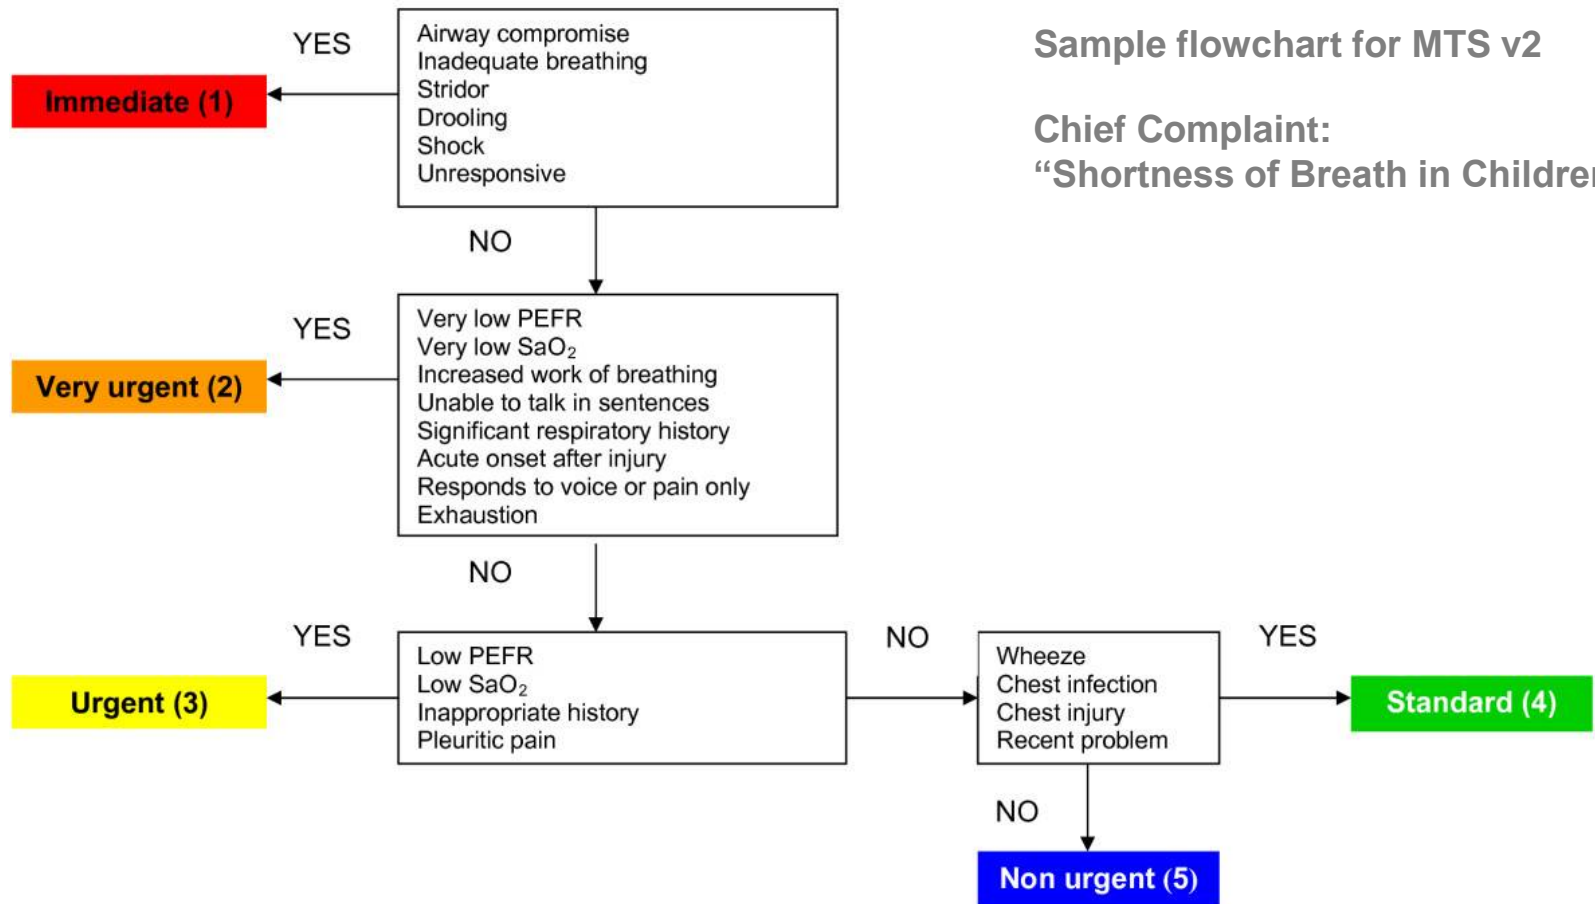 Sample flowchart for MTS v2
Chief Complaint:
“Shortness of Breath in Children
YES
Airway compromise
Inadequate breathing
Stridor
Drooling
Shock
Unresponsive
Immediate (1)
NO
YES
Very low PEFR
Very low SaO₂
Increased work of breathing
Unable to talk in sentences
Significant respiratory history
Acute onset after injury
Responds to voice or pain only
Exhaustion
Very urgent (2)
NO
YES
Low PEFR
Low SaO₂
Inappropriate history
Pleuritic pain
Urgent (3)
NO
Wheeze
Chest infection
Chest injury
Recent problem
YES
Standard (4)
NO
Non urgent (5)